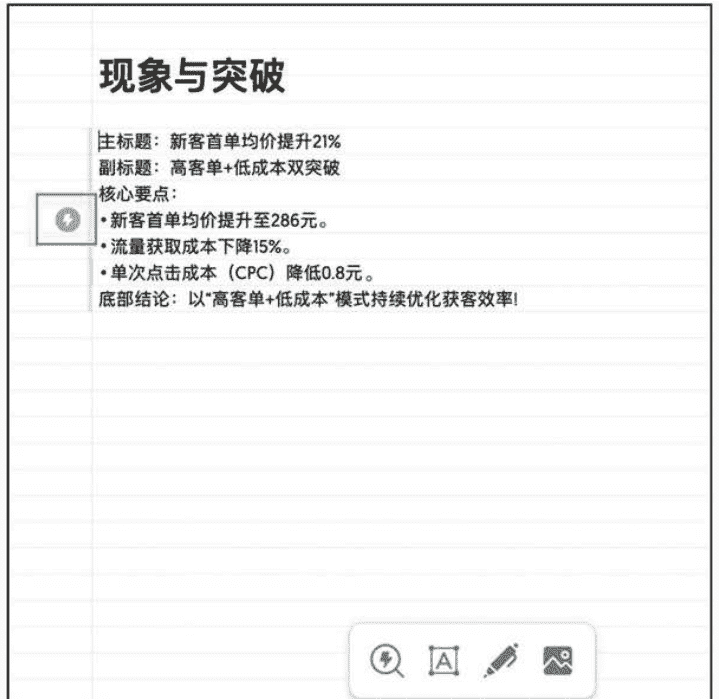 现象与突破
主标题：新客首单均价提升21%
副标题：高客单+低成本双突破
核心要点：
•新客首单均价提升至286元。
•流量获取成本下降15%。
•单次点击成本（CPC）降低0.8元。
底部结论：以"高客单+低成本"模式持续优化获客效率!
A